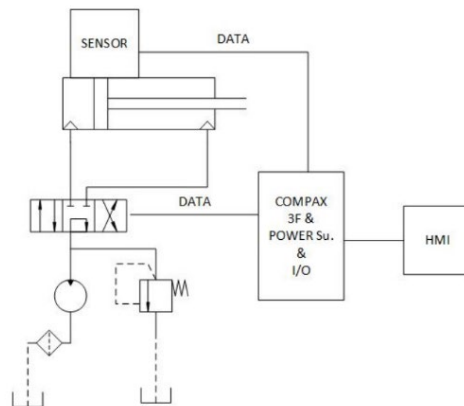 SENSOR
DATA
DATA
COMPAX
3F &
POWER Su.
&
I/O
HMI